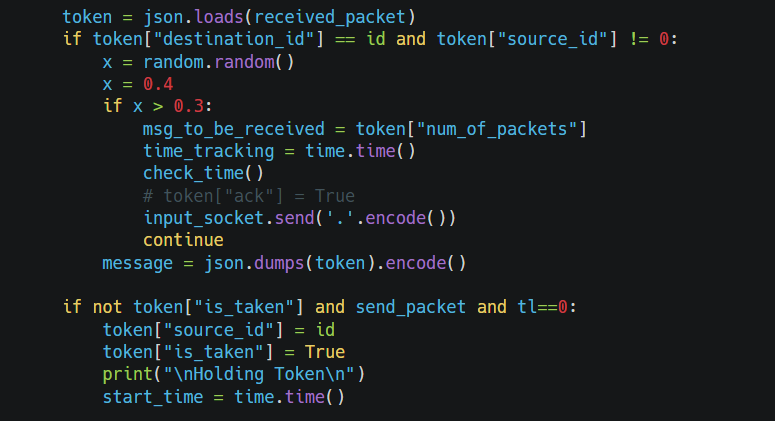 token = json.loads(received_packet)
if token["destination_id"] == id and token["source_id"] != 0:
    x = random.random()
    x = 0.4
    if x > 0.3:
        msg_to_be_received = token["num_of_packets"]
        time_tracking = time.time()
        check_time()
        # token["ack"] = True
        input_socket.send('.'.encode())
        continue
    message = json.dumps(token).encode()

if not token["is_taken"] and send_packet and tl==0:
    token["source_id"] = id
    token["is_taken"] = True
    print("\nHolding Token\n")
    start_time = time.time()